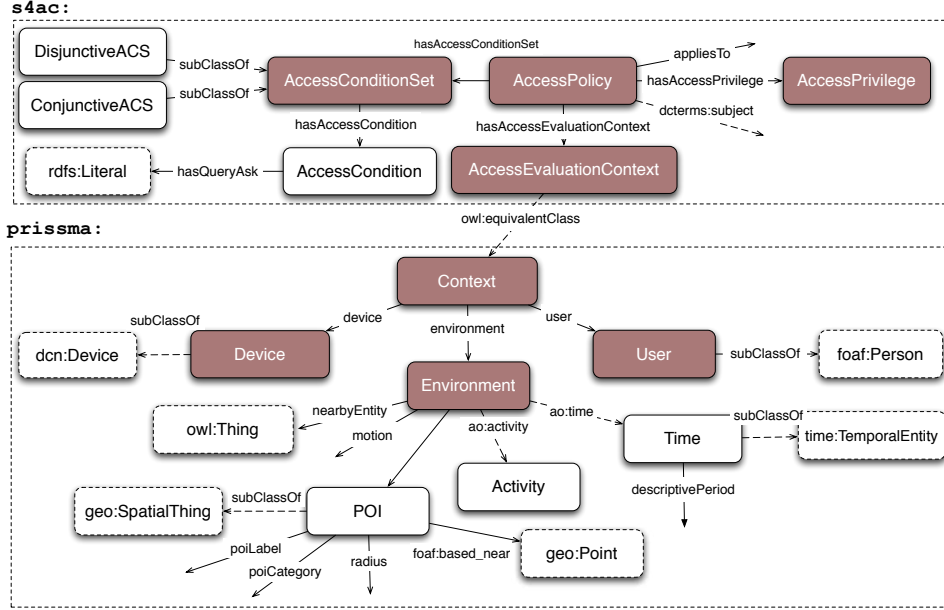 s4ac:
DisjunctiveACS
hasAccessConditionSet
appliesTo
subClassOf
AccessConditionSet
AccessPolicy
hasAccessPrivilege
AccessPrivilege
subClassOf
ConjunctiveACS
dcterms:subject
hasAccessCondition
hasAccessEvaluationContext
rdfs:Literal
hasQueryAsk
AccessCondition
AccessEvaluationContext
owl:equivalentClass
prissma:
Context
subClassOf
device
environment
user
dcn:Device
Device
User
subClassOf
foaf:Person
Environment
nearbyEntity
ao:time
subClassOf
owl:Thing
motion
ao:activity
Time
time:TemporalEntity
Activity
descriptivePeriod
subClassOf
geo:SpatialThing
POI
poiLabel
foaf:based_near
geo:Point
poiCategory
radius